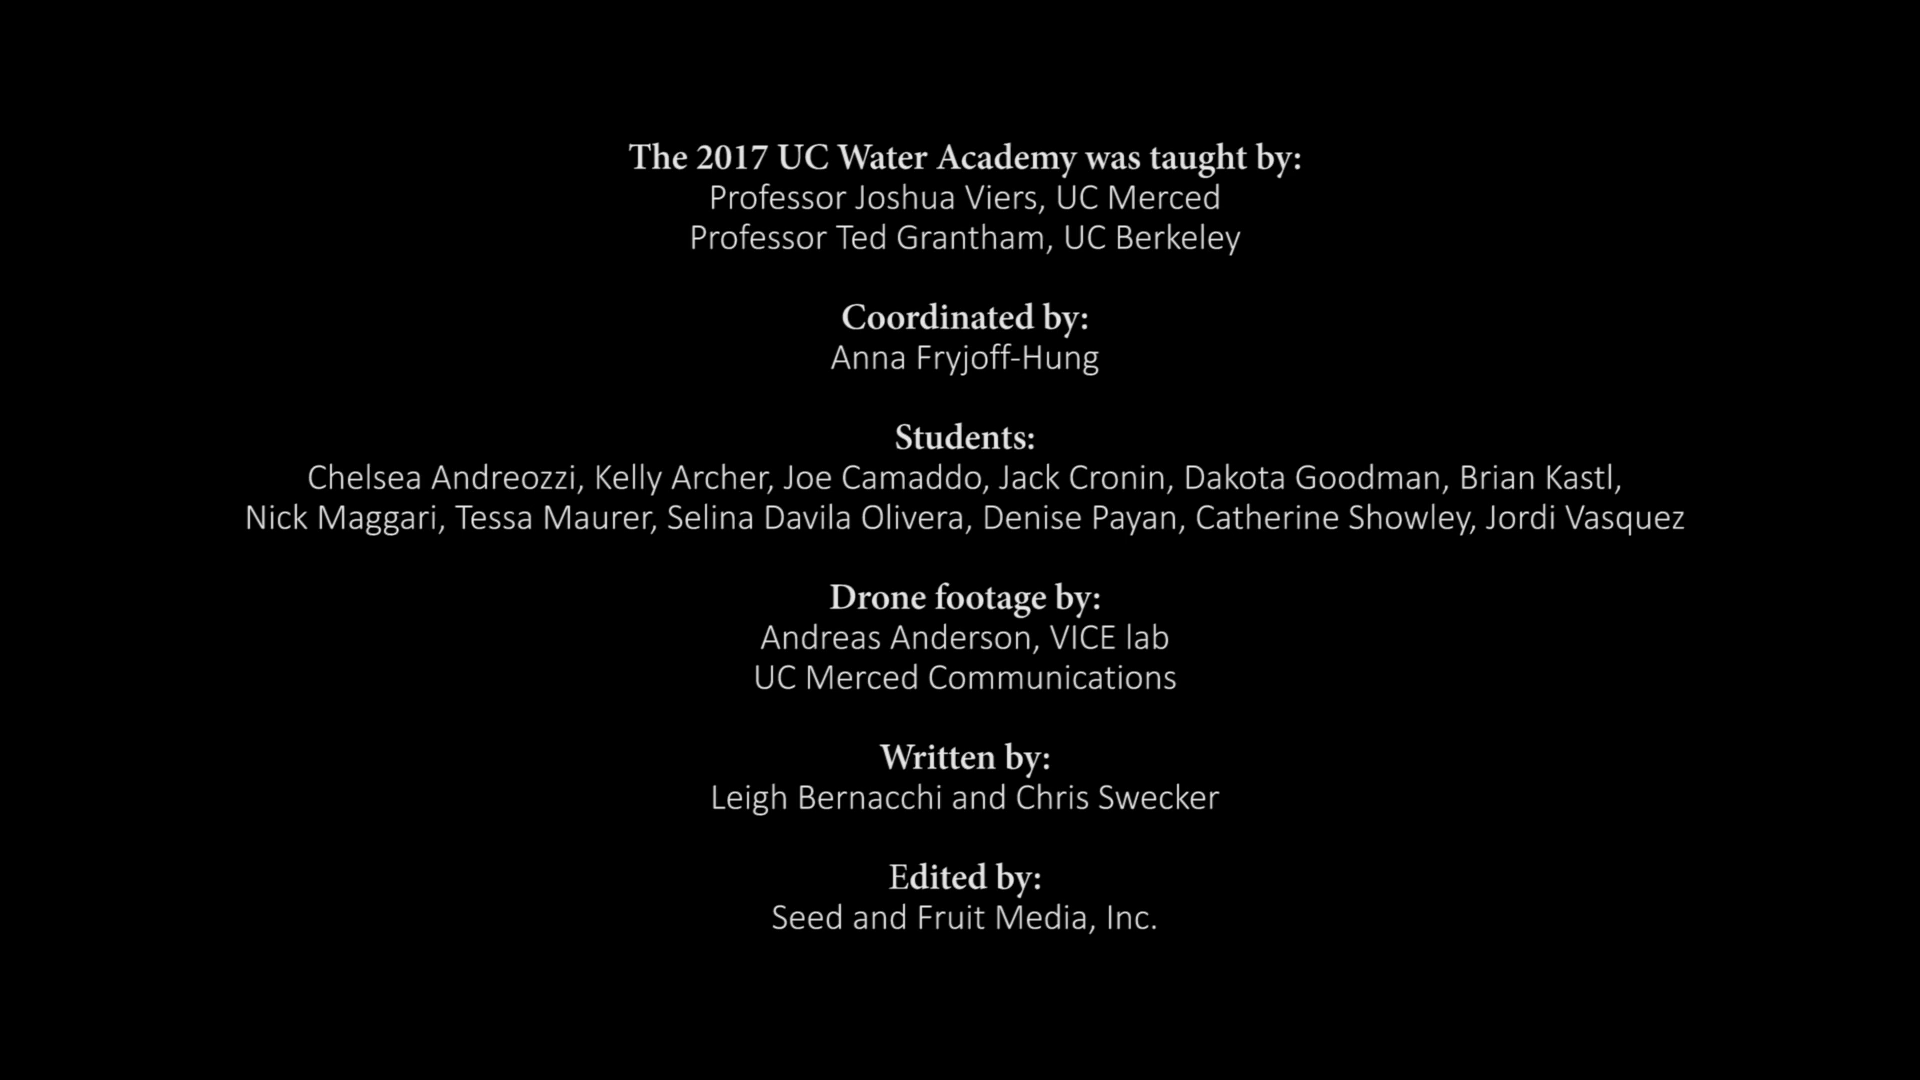 The 2017 UC Water Academy was taught by:
Professor Joshua Viers, UC Merced
Professor Ted Grantham, UC Berkeley
Coordinated by:
Anna Fryjoff-Hung
Students:
Chelsea Andreozzi, Kelly Archer, Joe Camaddo, Jack Cronin, Dakota Goodman, Brian Kastl,
Nick Maggari, Tessa Maurer, Selina Davila Olivera, Denise Payan, Catherine Showley, Jordi Vasquez
Drone footage by:
Andreas Anderson, VICE lab
UC Merced Communications
Written by:
Leigh Bernacchi and Chris Swecker
Edited by:
Seed and Fruit Media, Inc.